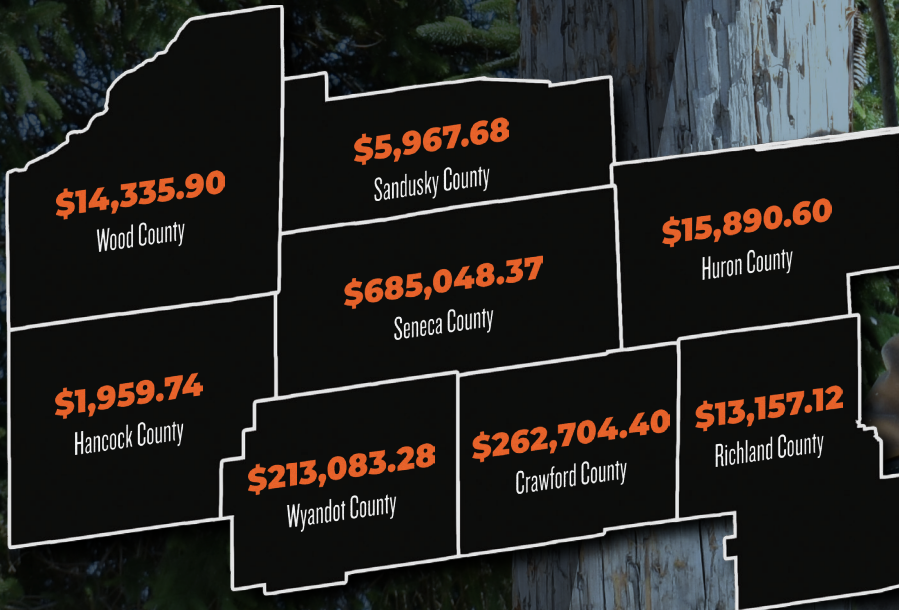 $5,967.68
Sandusky County
$14,335.90
Wood County
$15,890.60
Huron County
$685,048.37
Seneca County
$1,959.74
Hancock County
$213,083.28
Wyandot County
$262,704.40
Crawford County
$13,157.12
Richland County